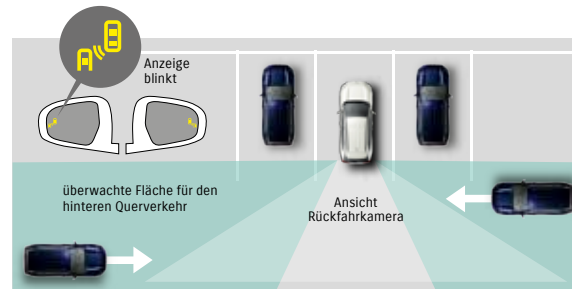 Anzeige
blinkt
überwachte Fläche für den
hinteren Querverkehr
Ansicht
Rückfahrkamera